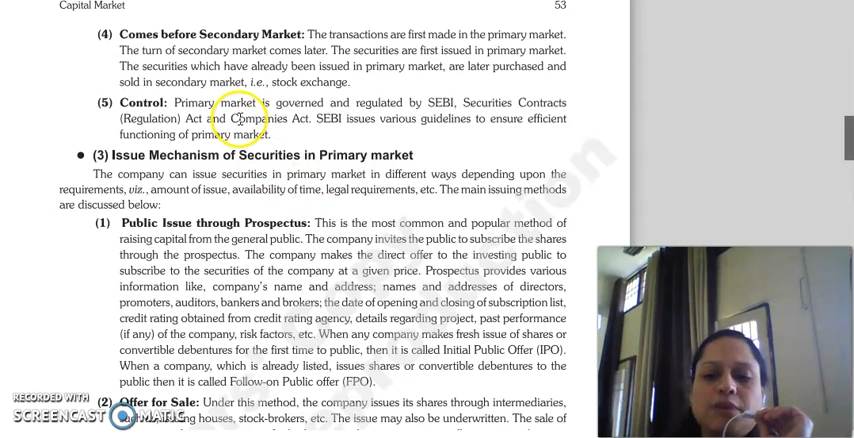 Capital Market 53
(4) Comes before Secondary Market: The transactions are first made in the primary market.
The turn of secondary market comes later. The securities are first issued in primary market.
The securities which have already been issued in primary market, are later purchased and
sold in secondary market, i.e., stock exchange.
(5) Control: Primary market is governed and regulated by SEBI, Securities Contracts
(Regulation) Act and Companies Act. SEBI issues various guidelines to ensure efficient
functioning of primary market.
● (3) Issue Mechanism of Securities in Primary market
The company can issue securities in primary market in different ways depending upon the
requirements, viz., amount of issue, availability of time, legal requirements, etc. The main issuing methods
are discussed below:
(1) Public Issue through Prospectus: This is the most common and popular method of
raising capital from the general public. The company invites the public to subscribe the shares
through the prospectus. The company makes the direct offer to the investing public to
subscribe to the securities of the company at a given price. Prospectus provides various
information like, company's name and address; names and addresses of directors,
promoters, auditors, bankers and brokers; the date of opening and closing of subscription list,
credit rating obtained from credit rating agency, details regarding project, past performance
(if any) of the company, risk factors, etc. When any company makes fresh issue of shares or
convertible debentures for the first time to public, then it is called Initial Public Offer (IPO).
When a company, which is already listed, issues shares or convertible debentures to the
public then it is called Follow-on Public offer (FPO).
(2) Offer for Sale: Under this method, the company issues its shares through intermediaries,
issuing houses, stock-brokers, etc. The issue may also be underwritten. The sale of
RECORDED WITH
SCREENCAST MATIC